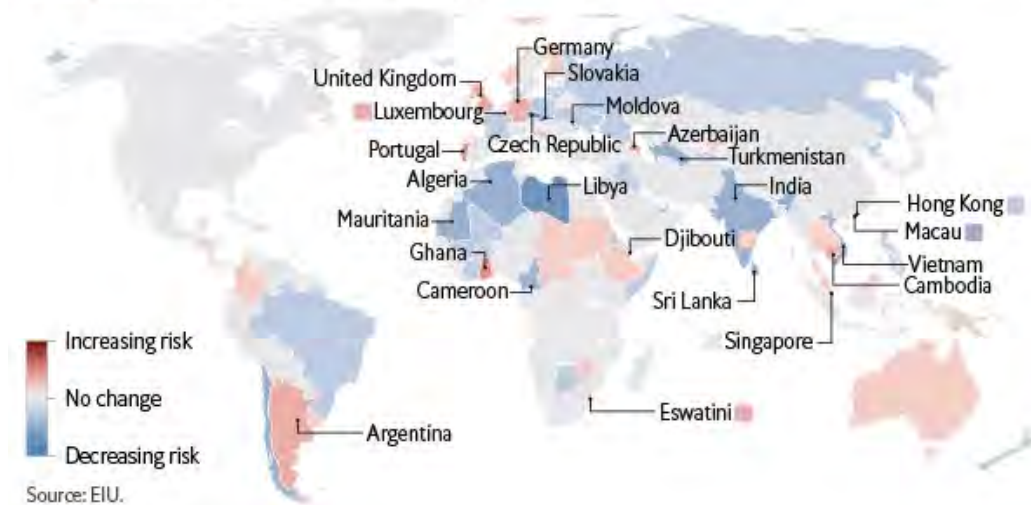 Germany
United Kingdom
Slovakia
Luxembourg
Moldova
Czech Republic
Azerbaijan
Portugal
Turkmenistan
Algeria
Libya
India
Hong Kong
Mauritania
Macau
Ghana
Djibouti
Vietnam
Cameroon
Cambodia
Sri Lanka
Singapore
Increasing risk
No change
Decreasing risk
Eswatini
Argentina
Source: EIU.